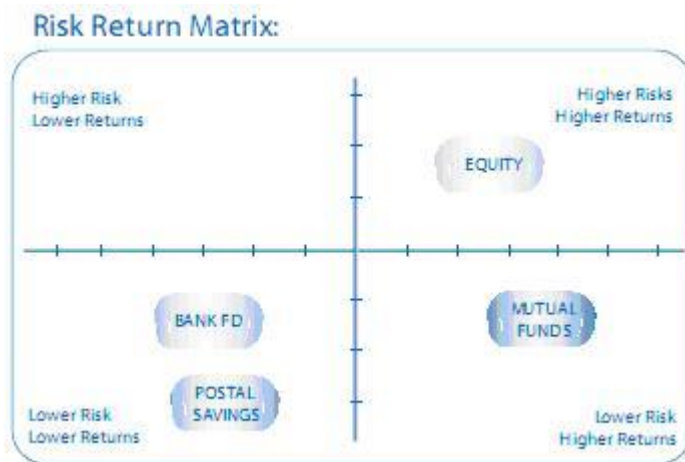 Risk Return Matrix:
Higher Risk
Lower Returns
Higher Risks
Higher Returns
EQUITY
BANK FD
MUTUAL
FUNDS
POSTAL
SAVINGS
Lower Risk
Lower Returns
Lower Risk
Higher Returns